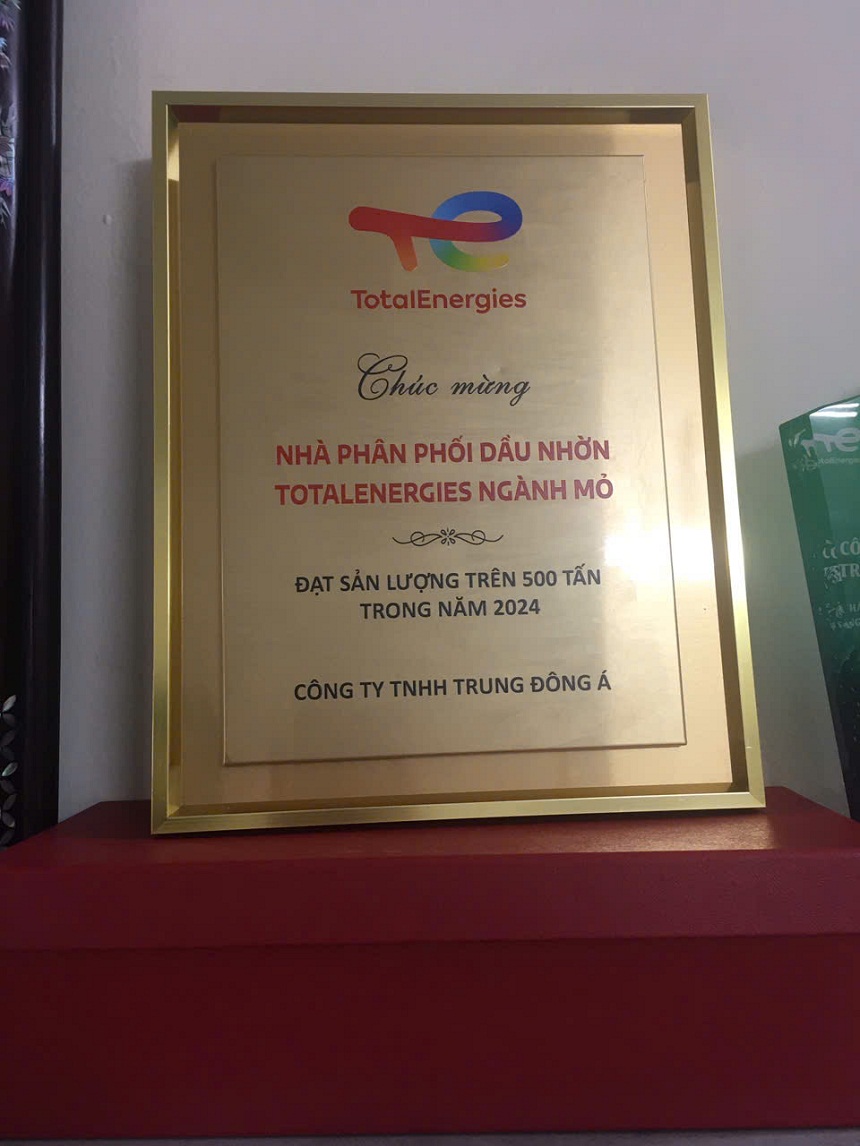 TotalEnergies
Chúc mừng
NHÀ PHÂN PHỐI DẦU NHỜN
TOTALENERGIES NGÀNH MỎ
ĐẠT SẢN LƯỢNG TRÊN 500 TẤN
TRONG NĂM 2024
CÔNG TY TNHH TRUNG ĐÔNG Á
TotalEnergies